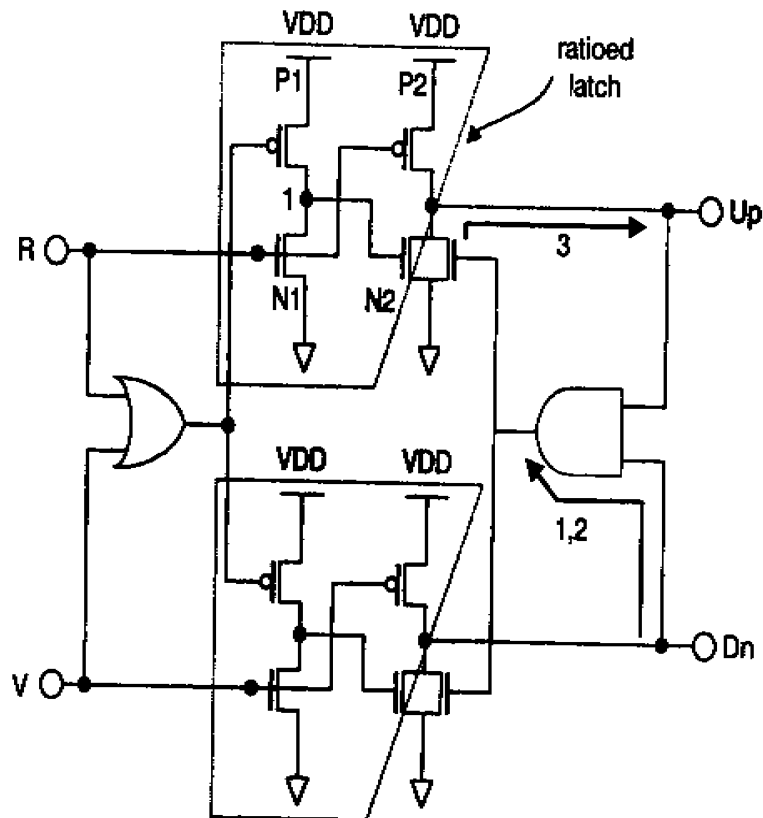 VDD VDD
ratioed
latch
P1 P2
1
Up
3
R
N1 N2
VDD VDD
1,2
V
Dn